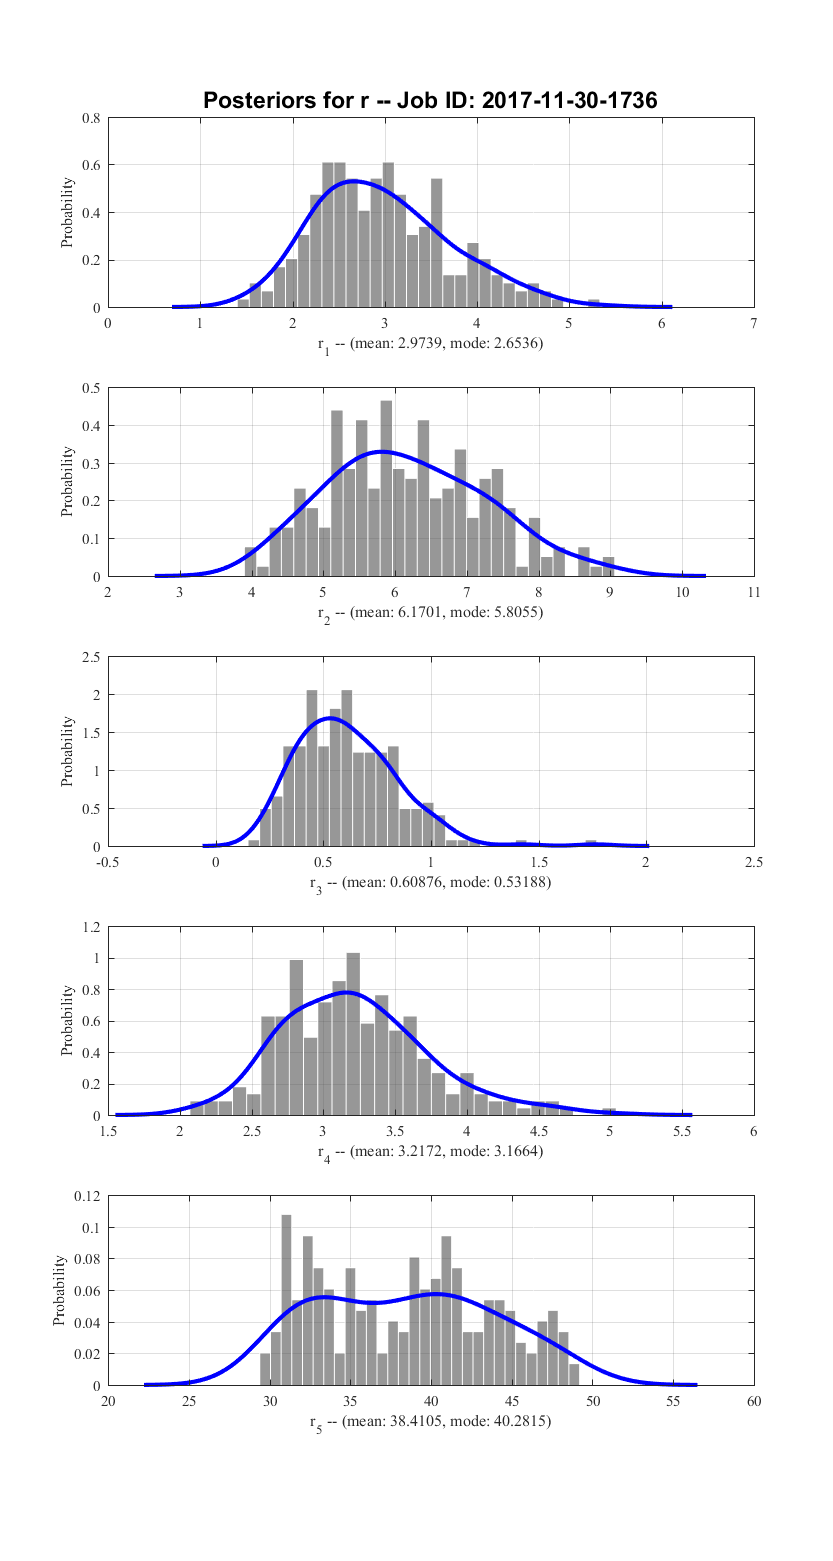 Posteriors for r -- Job ID: 2017-11-30-1736
0.8
0.6
0.4
0.2
0
Probability
0 1 2 3 4 5 6 7
r1 -- (mean: 2.9739, mode: 2.6536)
0.5
0.4
0.3
0.2
0.1
0
Probability
2 3 4 5 6 7 8 9 10 11
r2 -- (mean: 6.1701, mode: 5.8055)
2.5
2
1.5
1
0.5
0
Probability
-0.5 0 0.5 1 1.5 2 2.5
r3 -- (mean: 0.60876, mode: 0.53188)
1.2
1
0.8
0.6
0.4
0.2
0
Probability
1.5 2 2.5 3 3.5 4 4.5 5 5.5 6
r4 -- (mean: 3.2172, mode: 3.1664)
0.12
0.1
0.08
0.06
0.04
0.02
0
Probability
20 25 30 35 40 45 50 55 60
r5 -- (mean: 38.4105, mode: 40.2815)